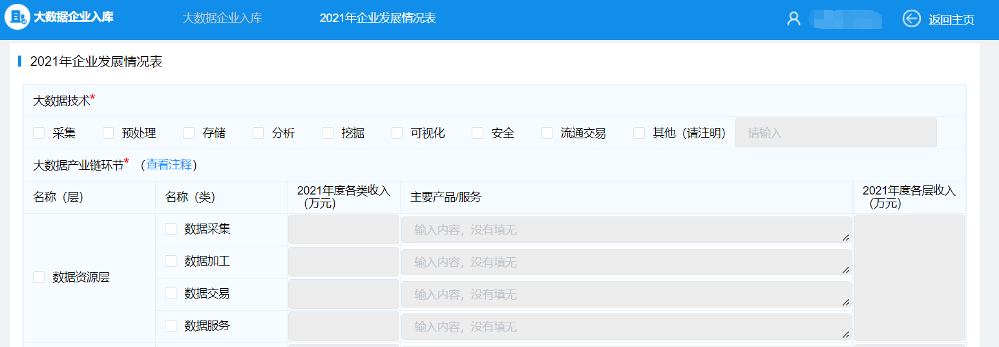 大数据企业入库 大数据企业入库 2021年企业发展情况表 返回主页
2021年企业发展情况表
大数据技术*
采集 预处理 存储 分析 挖掘 可视化 安全 流通交易 其他（请注明） 请输入
大数据产业链环节* （查看注释）
名称（层） 名称（类） 2021年度各类收入（万元） 主要产品/服务 2021年度各层收入（万元）
数据资源层
数据采集 输入内容，没有填无
数据加工 输入内容，没有填无
数据交易 输入内容，没有填无
数据服务 输入内容，没有填无